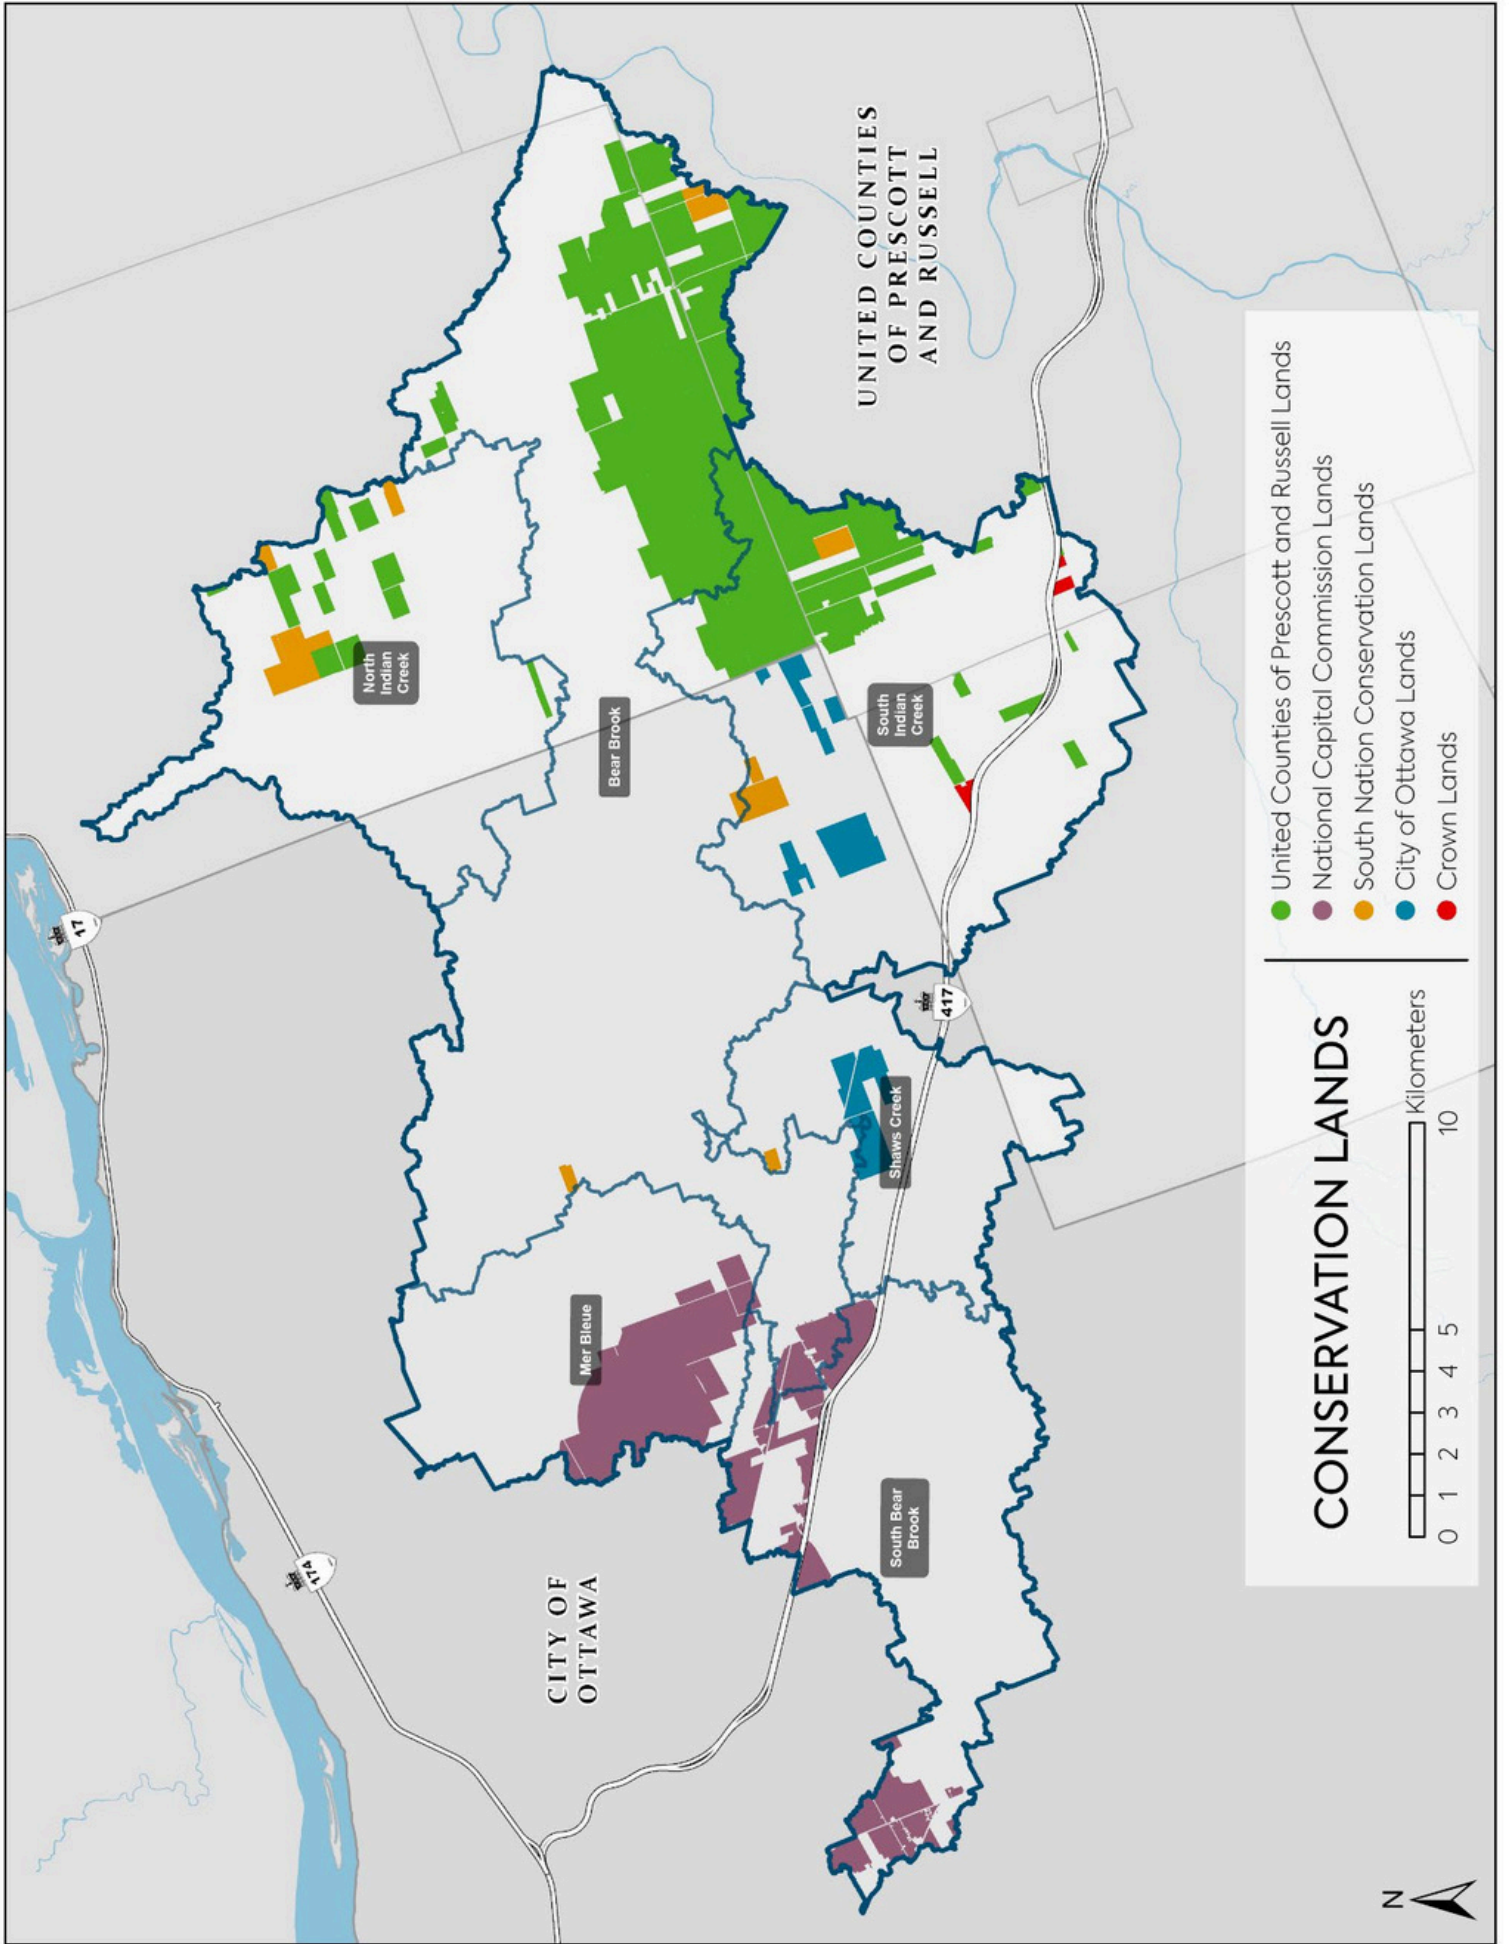 17
174
417
CITY OF
OTTAWA
UNITED COUNTIES
OF PRESCOTT
AND RUSSELL
North
Indian
Creek
Bear Brook
South
Indian
Creek
Mer Bleue
Shaws Creek
South Bear
Brook
N
CONSERVATION LANDS
0 1 2 3 4 5 10
Kilometers
United Counties of Prescott and Russell Lands
National Capital Commission Lands
South Nation Conservation Lands
City of Ottawa Lands
Crown Lands